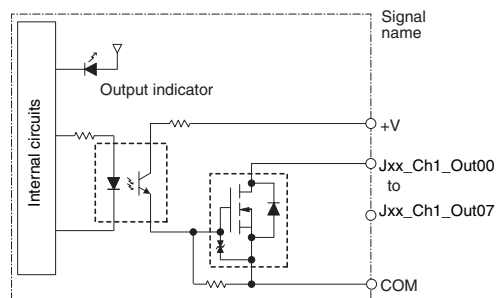 Signal
name
Output indicator
Internal circuits
+V
Jxx_Ch1_Out00
to
Jxx_Ch1_Out07
COM